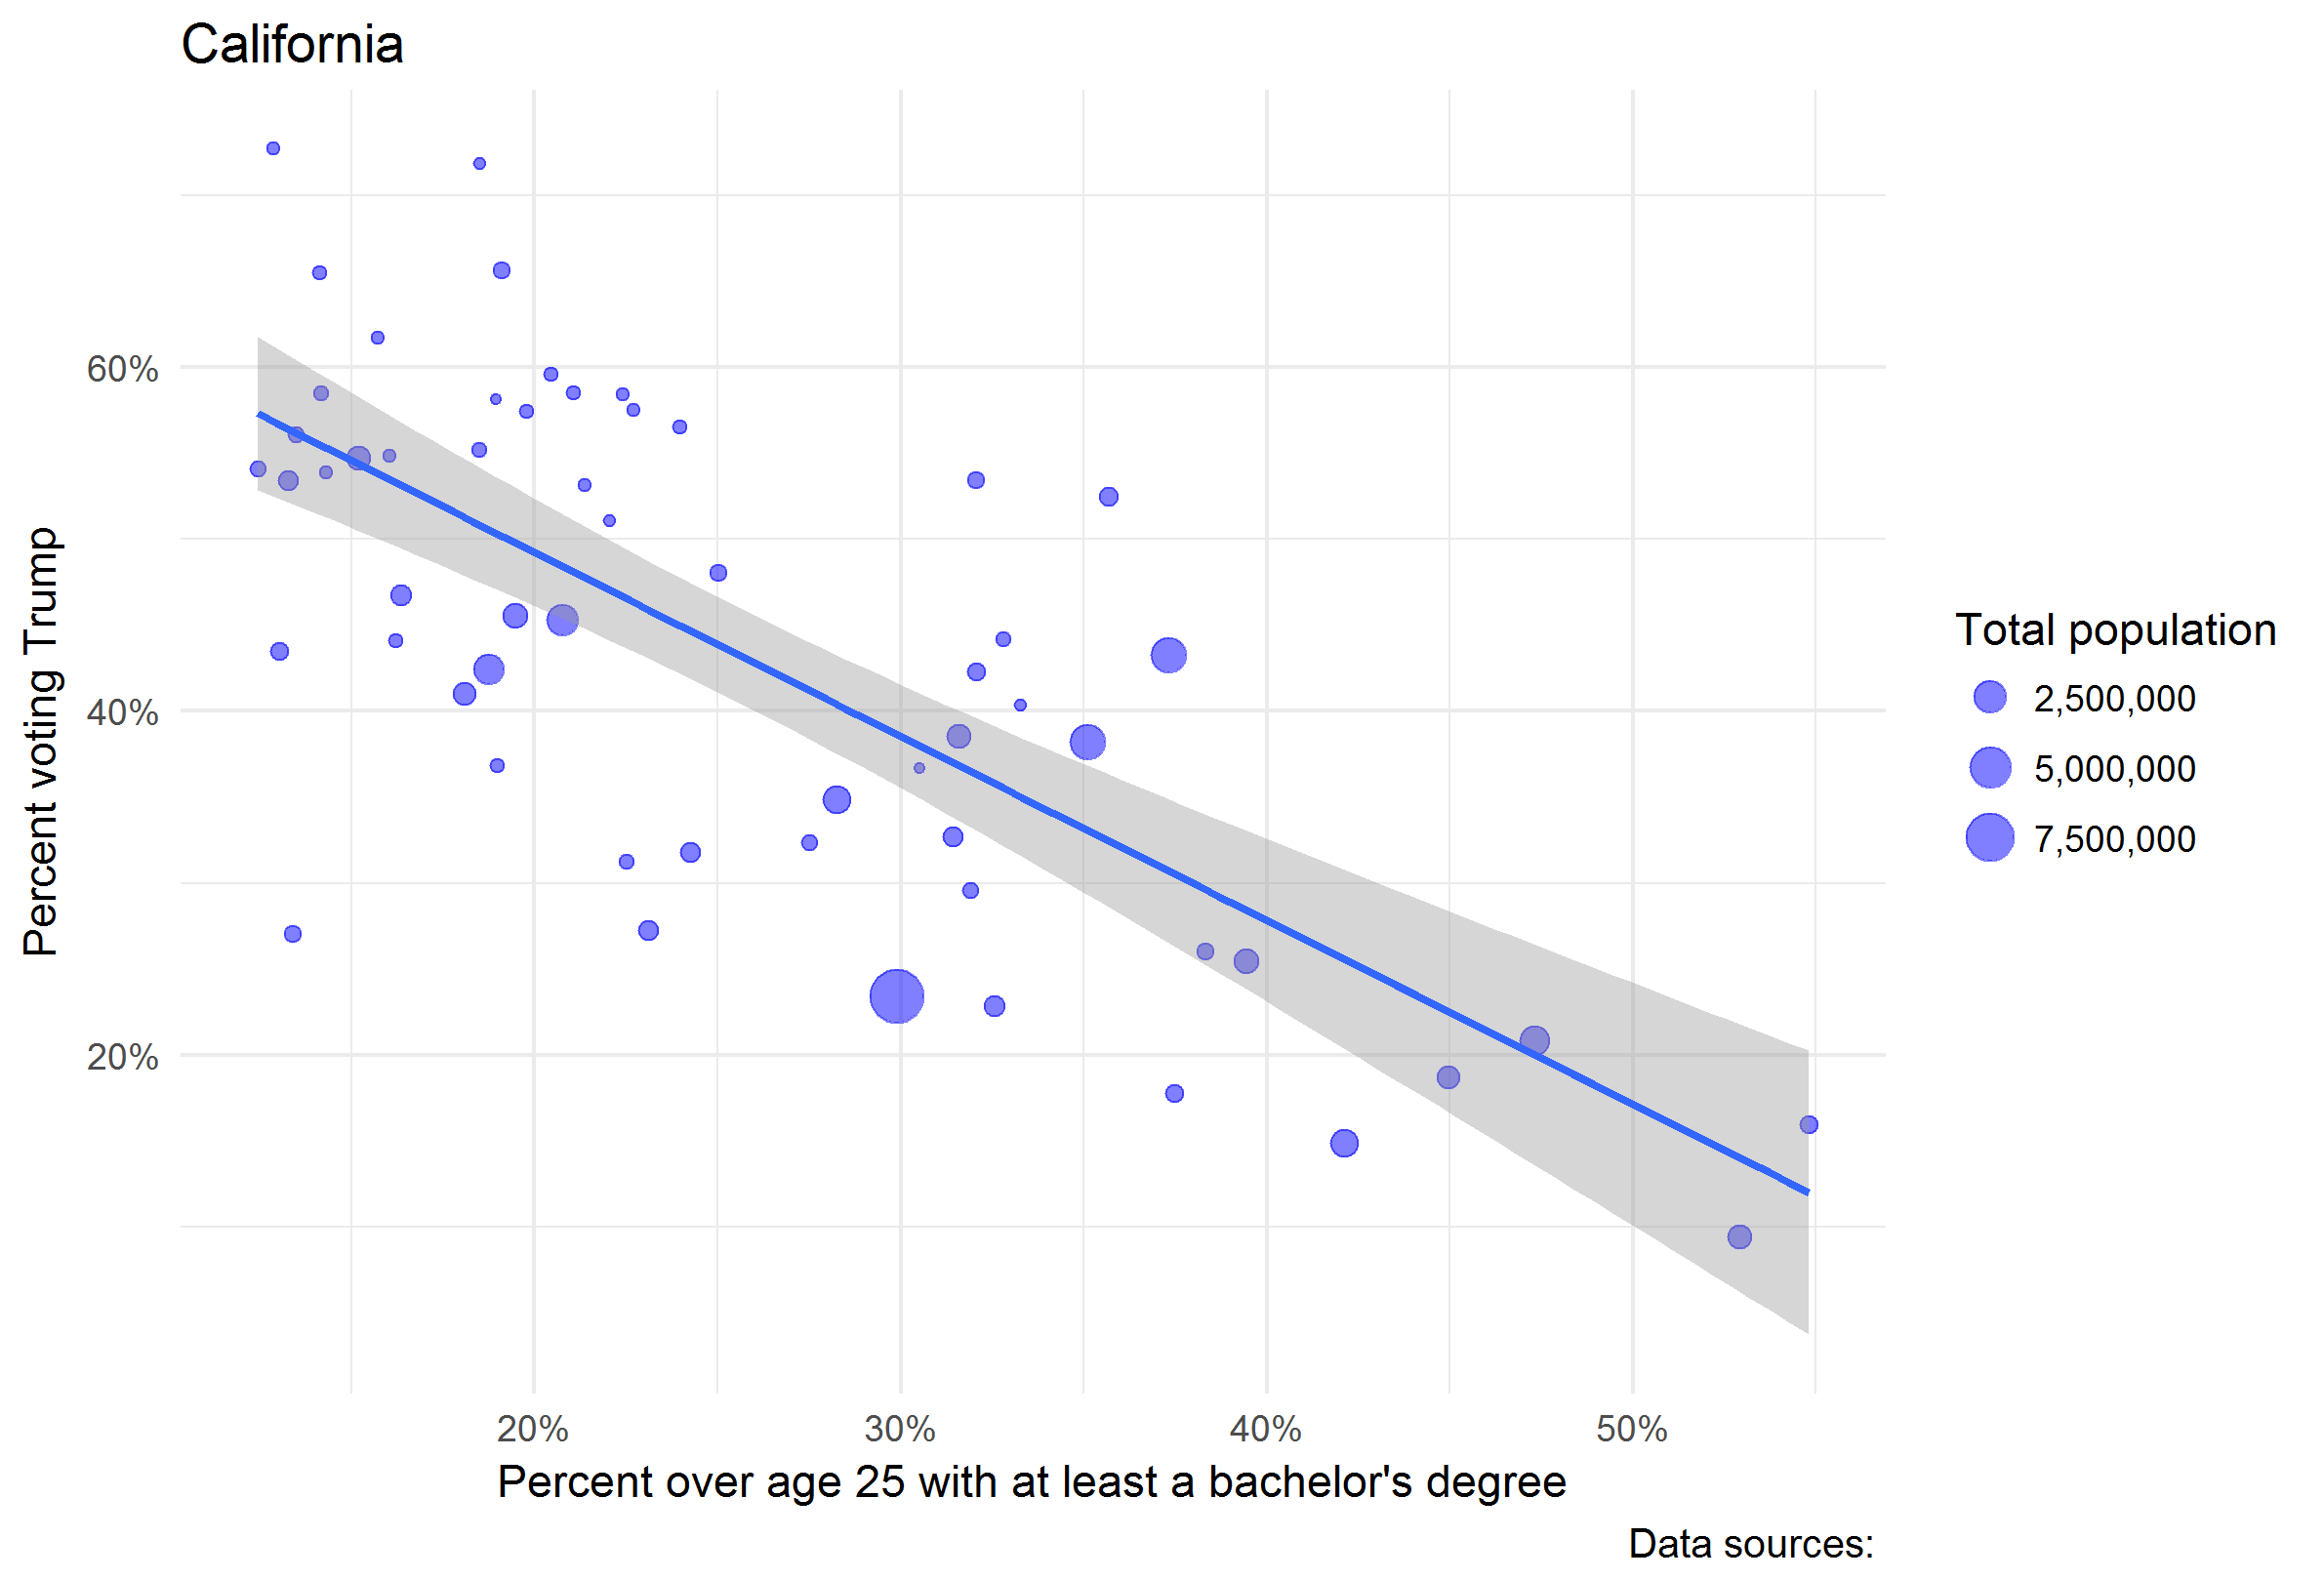 California
Percent voting Trump
60%
40%
20%
20%
30%
40%
50%
Percent over age 25 with at least a bachelor's degree
Total population
2,500,000
5,000,000
7,500,000
Data sources: